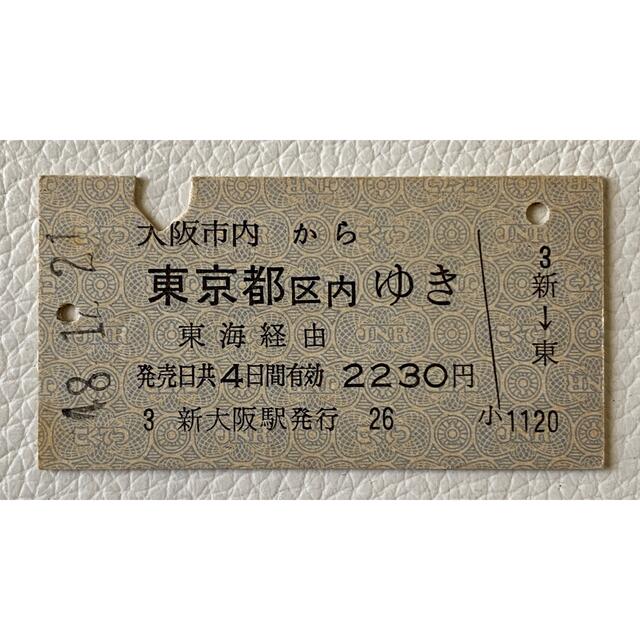 48.12.21
大阪市内 から
東京都区内 ゆき
東海経由
発売日共4日間有効 2230円
3 新大阪駅発行 26
3
新→東
小1120